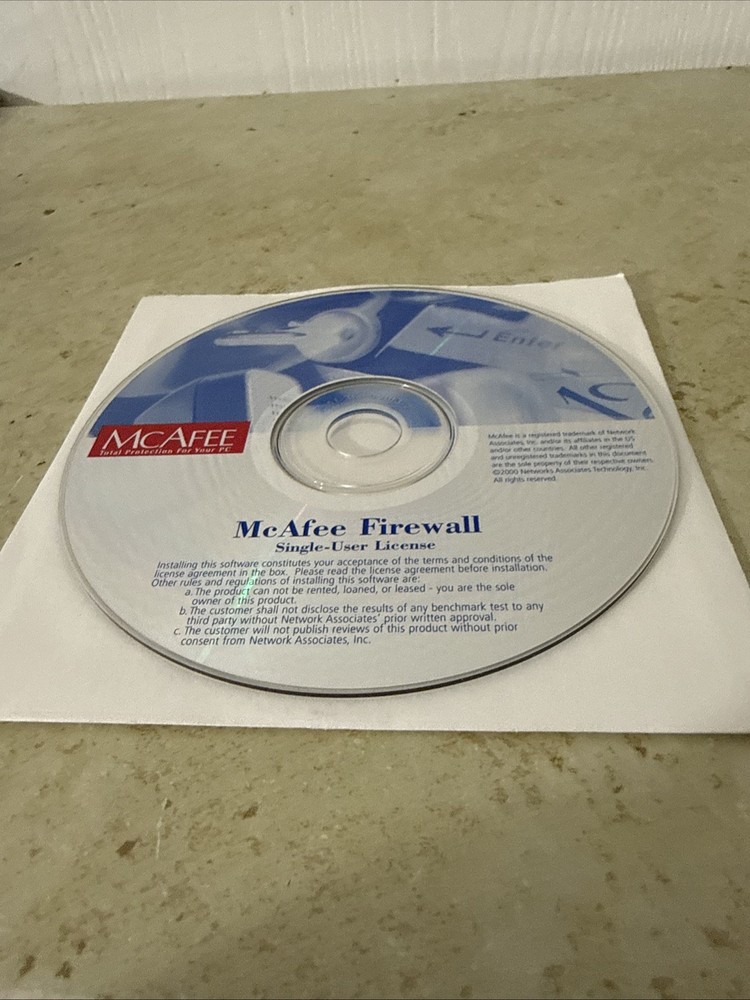 Enter
McAFEE
Total Protection For Your PC
McAfee is a registered trademark of Network
Associates, Inc. and/or its affiliates in the US
and/or other countries. All other registered
and unregistered trademarks in this document
are the sole property of their respective owners.
©2000 Networks Associates Technology, Inc.
All rights reserved.
McAfee Firewall
Single-User License
Installing this software constitutes your acceptance of the terms and conditions of the
license agreement in the box. Please read the license agreement before installation.
Other rules and regulations of installing this software are:
a. The product can not be rented, loaned, or leased - you are the sole
owner of this product.
b. The customer shall not disclose the results of any benchmark test to any
third party without Network Associates' prior written approval.
c. The customer will not publish reviews of this product without prior
consent from Network Associates, Inc.